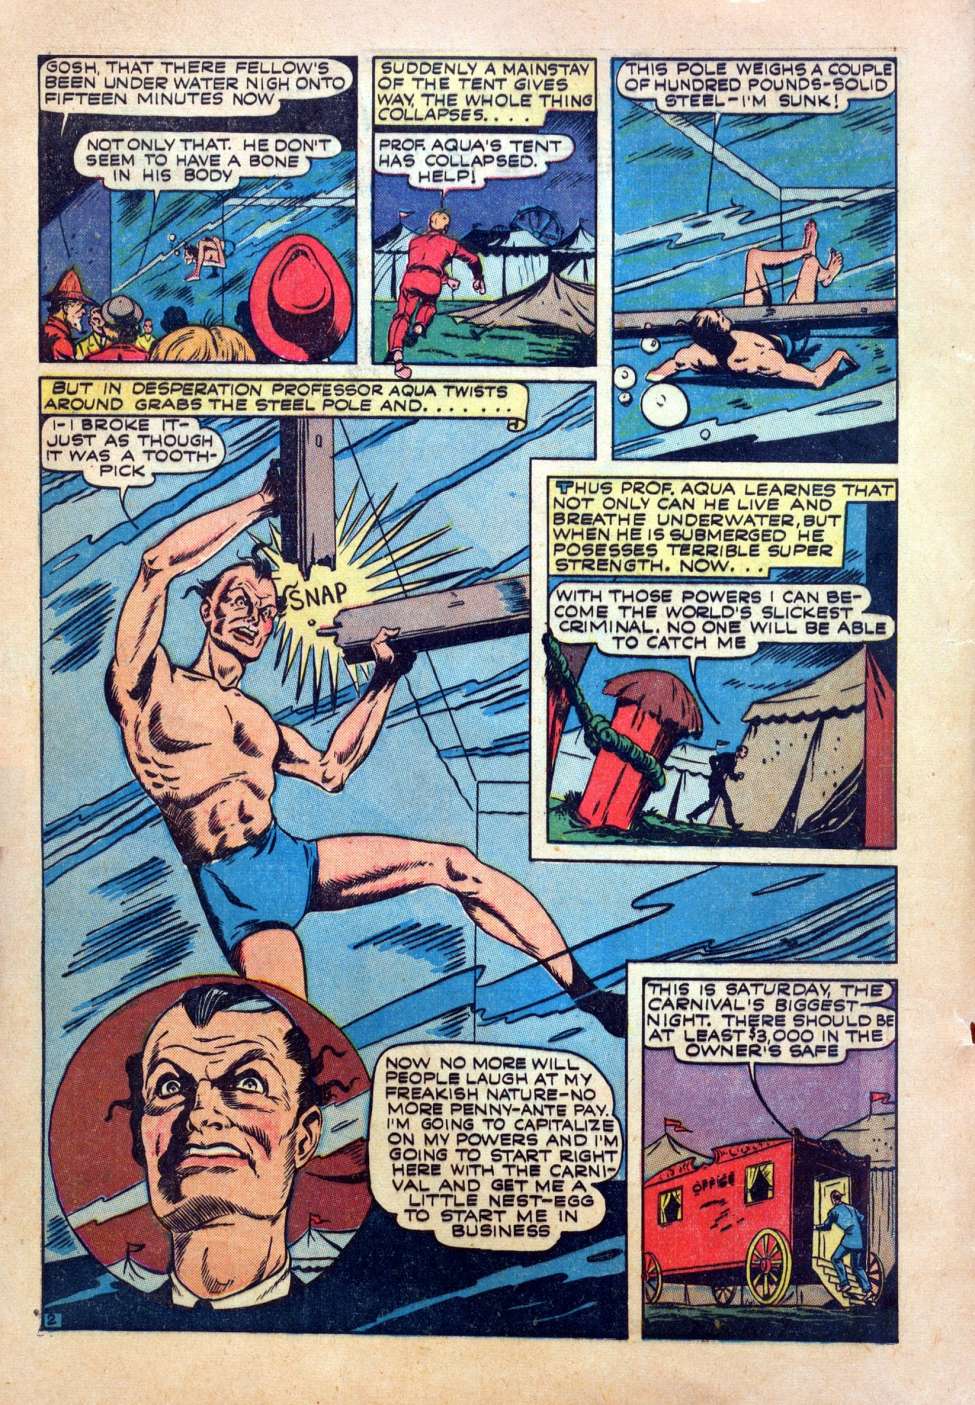 GOSH, THAT THERE FELLOW'S
BEEN UNDER WATER NIGH ONTO
FIFTEEN MINUTES NOW
NOT ONLY THAT. HE DON'T
SEEM TO HAVE A BONE
IN HIS BODY
SUDDENLY A MAINSTAY
OF THE TENT GIVES
WAY, THE WHOLE THING
COLLAPSES....
PROF. AQUA'S TENT
HAS COLLAPSED.
HELP!
THIS POLE WEIGHS A COUPLE
OF HUNDRED POUNDS-SOLID
STEEL-I'M SUNK!
BUT IN DESPERATION PROFESSOR AQUA TWISTS
AROUND GRABS THE STEEL POLE AND.......
I-I BROKE IT-
JUST AS THOUGH
IT WAS A TOOTH-
PICK
SNAP
THUS PROF. AQUA LEARNES THAT
NOT ONLY CAN HE LIVE AND
BREATHE UNDERWATER, BUT
WHEN HE IS SUBMERGED HE
POSESSES TERRIBLE SUPER
STRENGTH. NOW...
WITH THOSE POWERS I CAN BE-
COME THE WORLD'S SLICKEST
CRIMINAL. NO ONE WILL BE ABLE
TO CATCH ME
NOW NO MORE WILL
PEOPLE LAUGH AT MY
FREAKISH NATURE-NO
MORE PENNY-ANTE PAY.
I'M GOING TO CAPITALIZE
ON MY POWERS AND I'M
GOING TO START RIGHT
HERE WITH THE CARNI-
VAL AND GET ME A
LITTLE NEST-EGG
TO START ME IN
BUSINESS
THIS IS SATURDAY, THE
CARNIVAL'S BIGGEST
NIGHT. THERE SHOULD BE
AT LEAST $3,000 IN THE
OWNER'S SAFE
OFFICE
2